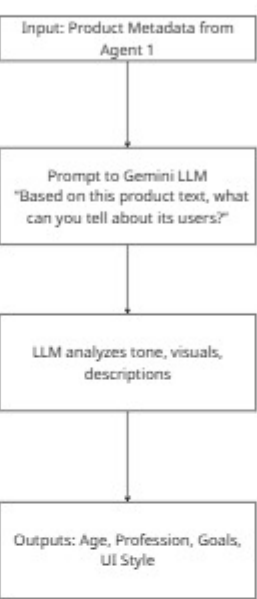 Input: Product Metadata from
Agent 1
Prompt to Gemini LLM
"Based on this product text, what
can you tell about its users?"
LLM analyzes tone, visuals,
descriptions
Outputs: Age, Profession, Goals,
UI Style